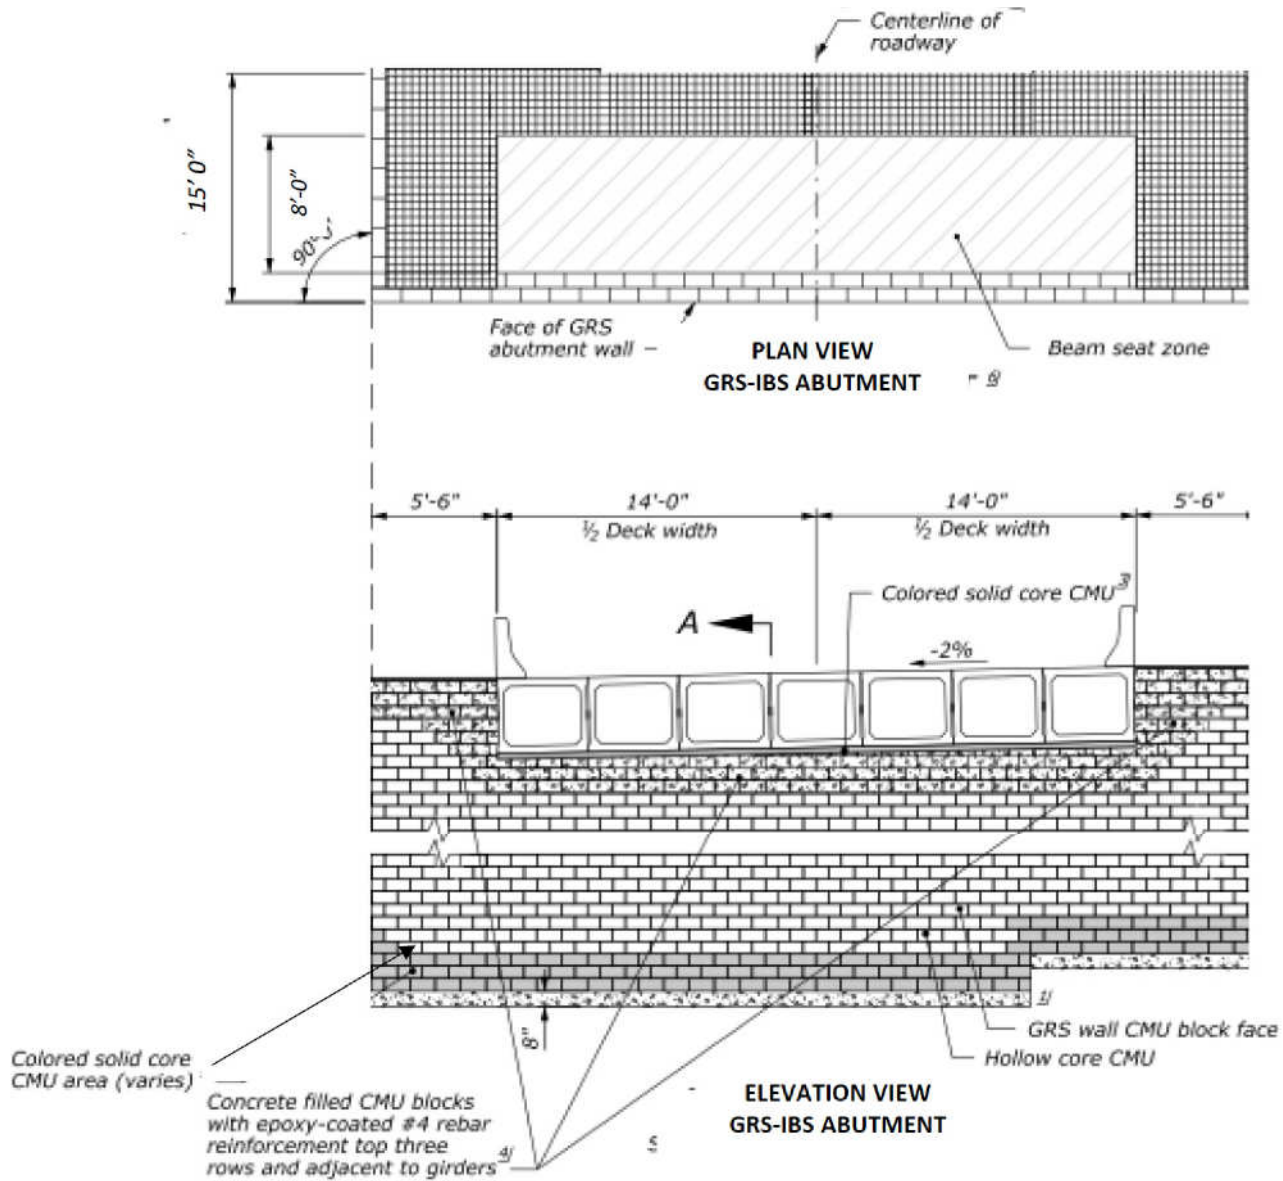 Centerline of
roadway
15' 0"
8'-0"
Face of GRS
abutment wall
PLAN VIEW
GRS-IBS ABUTMENT
Beam seat zone
5'-6"
14'-0"
14'-0"
5'-6"
½ Deck width
½ Deck width
Colored solid core CMU 3/
A
-2%
8"
1/
GRS wall CMU block face
Hollow core CMU
Colored solid core
CMU area (varies)
Concrete filled CMU blocks
with epoxy-coated #4 rebar
reinforcement top three
rows and adjacent to girders 4/
ELEVATION VIEW
GRS-IBS ABUTMENT